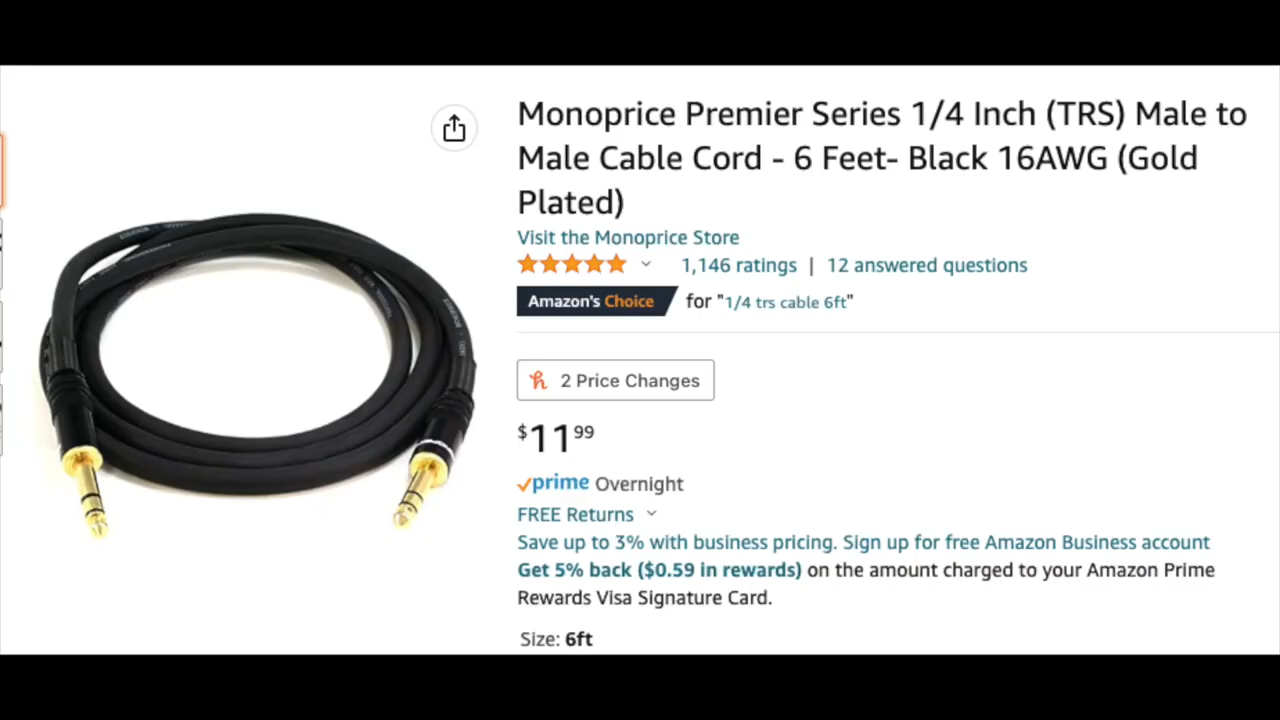 Monoprice Premier Series 1/4 Inch (TRS) Male to
Male Cable Cord - 6 Feet- Black 16AWG (Gold
Plated)
Visit the Monoprice Store
1,146 ratings | 12 answered questions
Amazon's Choice for "1/4 trs cable 6ft"
2 Price Changes
$11 99
prime Overnight
FREE Returns
Save up to 3% with business pricing. Sign up for free Amazon Business account
Get 5% back ($0.59 in rewards) on the amount charged to your Amazon Prime
Rewards Visa Signature Card.
Size: 6ft